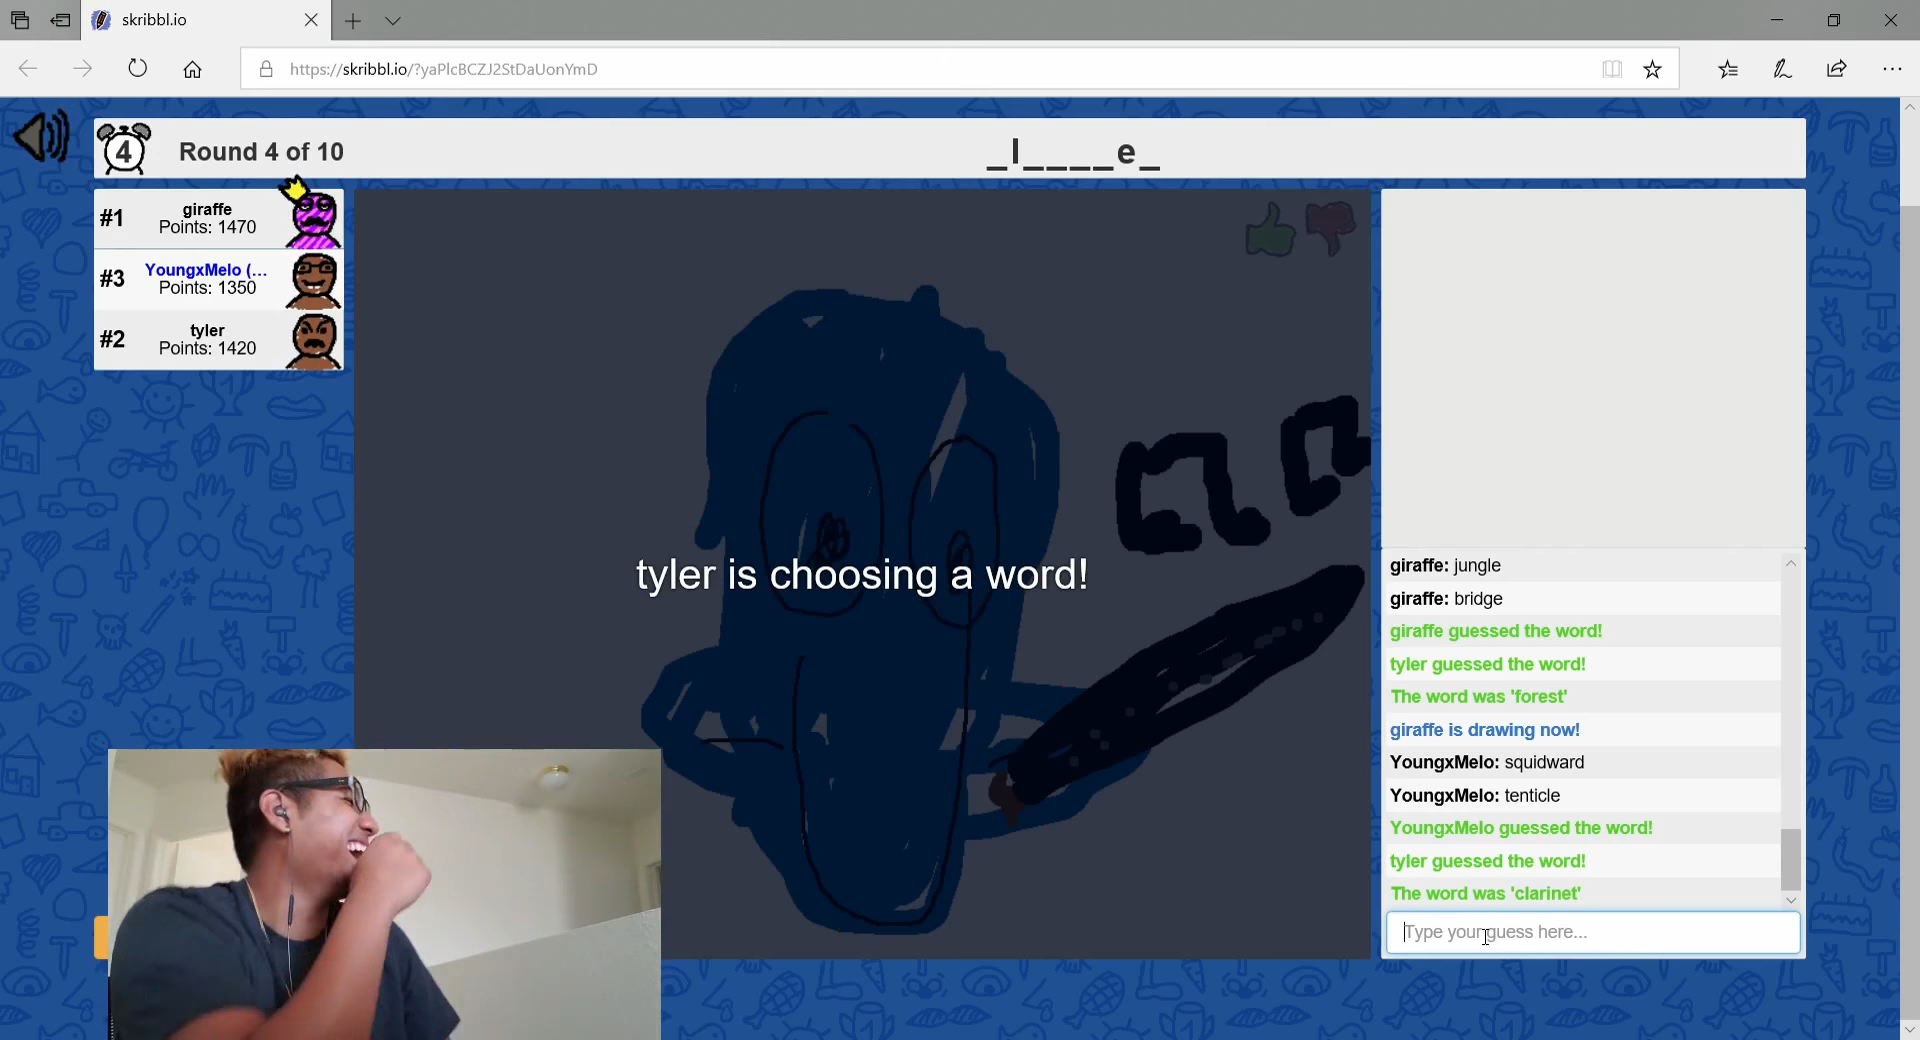 skribbl.io
https://skribbl.io/?yaPlcBCZJ2StDaUonYmD
4
Round 4 of 10
_l____e_
#1
giraffe
Points: 1470
#3
YoungxMelo (...
Points: 1350
#2
tyler
Points: 1420
tyler is choosing a word!
giraffe: jungle
giraffe: bridge
giraffe guessed the word!
tyler guessed the word!
The word was 'forest'
giraffe is drawing now!
YoungxMelo: squidward
YoungxMelo: tenticle
YoungxMelo guessed the word!
tyler guessed the word!
The word was 'clarinet'
Type your guess here...